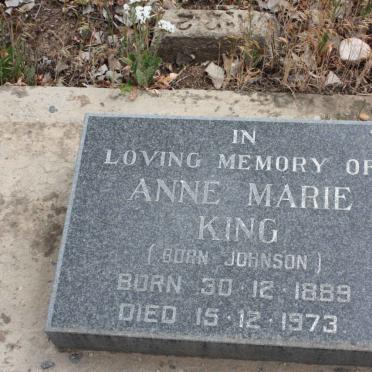 IN
LOVING MEMORY OF
ANNE MARIE
KING
(BORN JOHNSON)
BORN 30·12·1889
DIED 15·12·1973